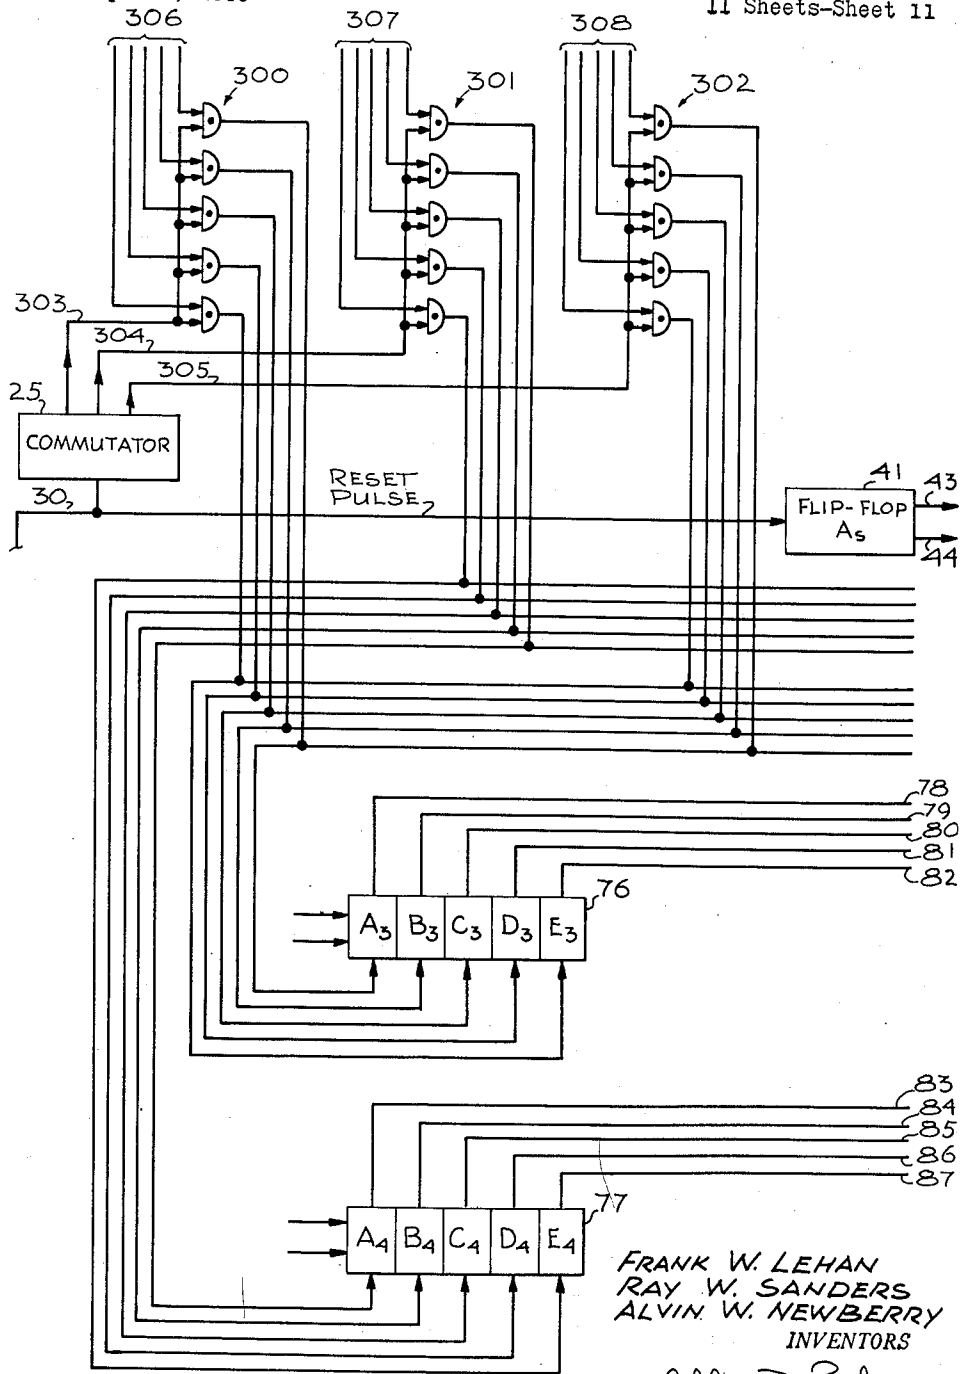 11 Sheets-Sheet 11
306
307
308
300
301
302
303
304
305
25
COMMUTATOR
30
RESET
PULSE
41
FLIP-FLOP
A5
43
44
78
79
80
81
82
76
A3 B3 C3 D3 E3
83
84
85
86
87
77
A4 B4 C4 D4 E4
FRANK W. LEHAN
RAY W. SANDERS
ALVIN W. NEWBERRY
INVENTORS